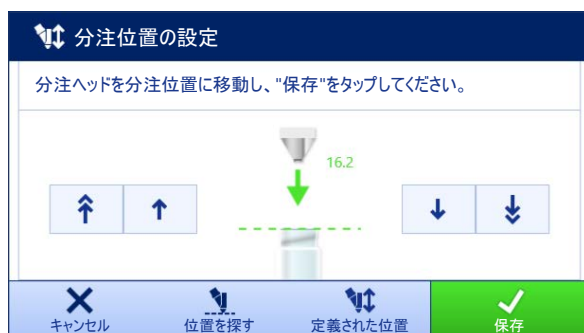 分注位置の設定
分注ヘッドを分注位置に移動し、"保存"をタップしてください。
16.2
キャンセル
位置を探す
定義された位置
保存